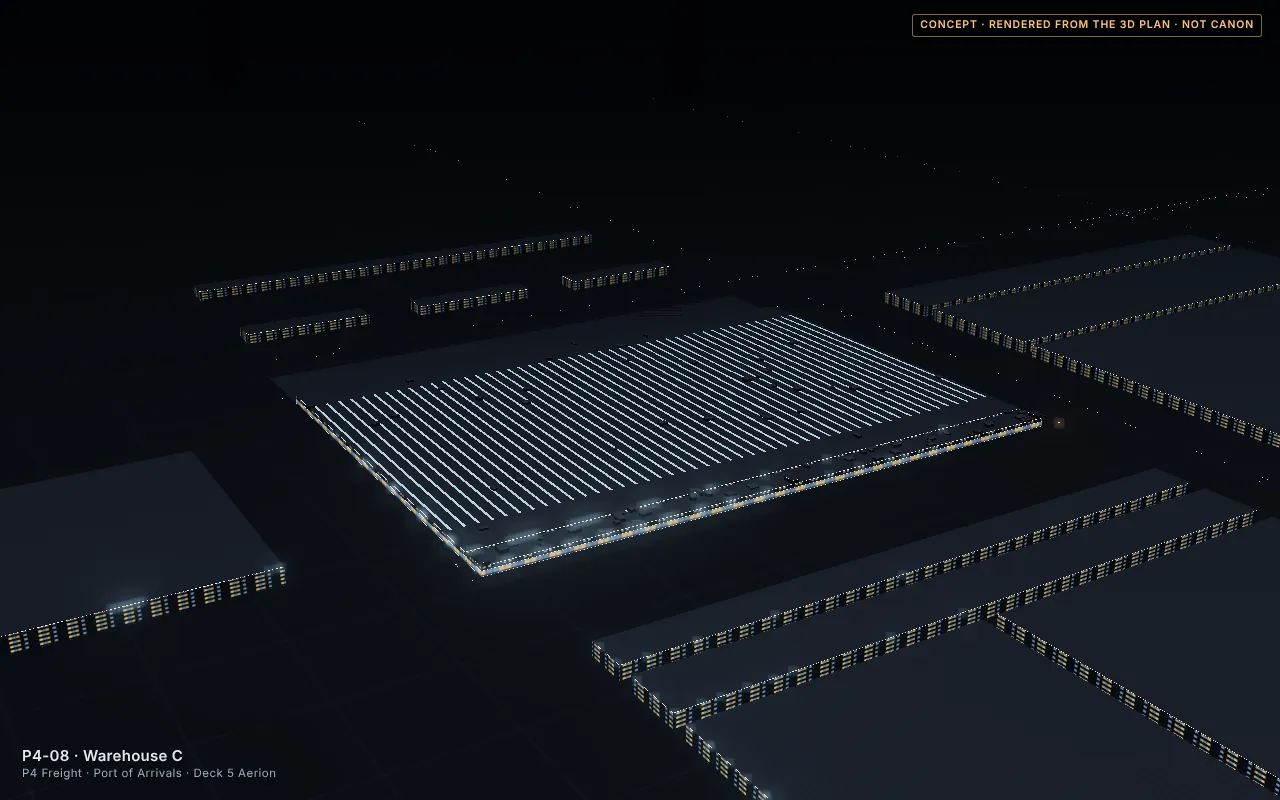 CONCEPT · RENDERED FROM THE 3D PLAN · NOT CANON
P4-08 · Warehouse C
P4 Freight · Port of Arrivals · Deck 5 Aerion